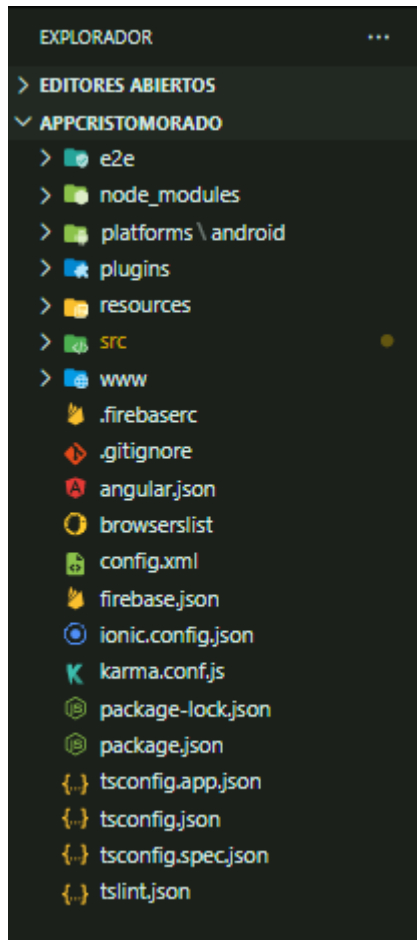 EXPLORADOR
EDITORES ABIERTOS
APPCRISTOMORADO
e2e
node_modules
platforms \ android
plugins
resources
src
www
.firebaserc
.gitignore
angular.json
browserslist
config.xml
firebase.json
ionic.config.json
karma.conf.js
package-lock.json
package.json
tsconfig.app.json
tsconfig.json
tsconfig.spec.json
tslint.json